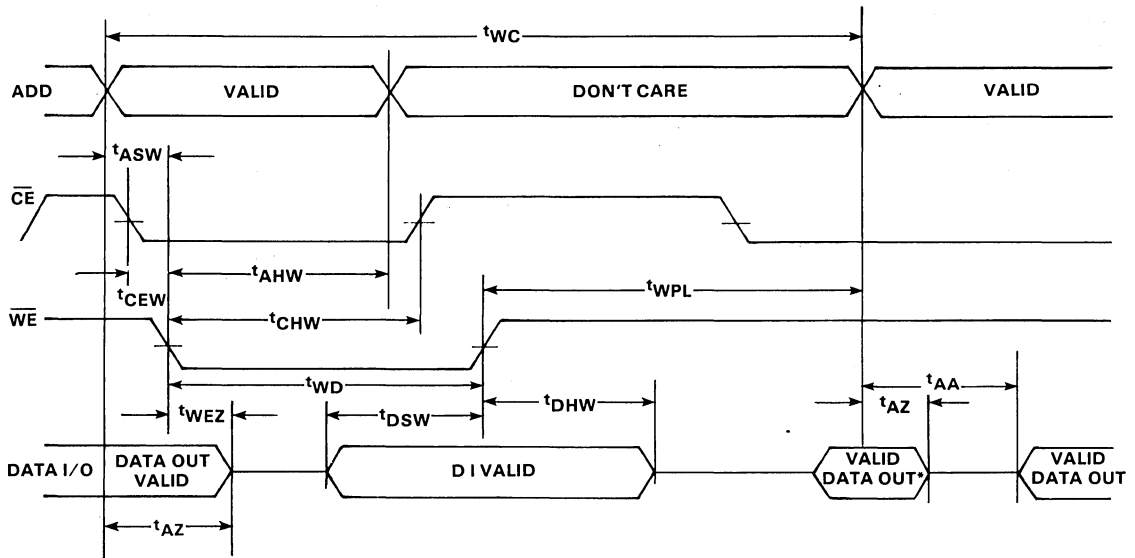 tWC
ADD VALID DON'T CARE VALID
tASW
CE
tAHW
tCEW
tWPL
WE
tCHW
tWD
tAA
tWEZ
tDSW
tDHW
tAZ
DATA I/O
DATA OUT
VALID
D I VALID
VALID
DATA OUT*
VALID
DATA OUT
tAZ